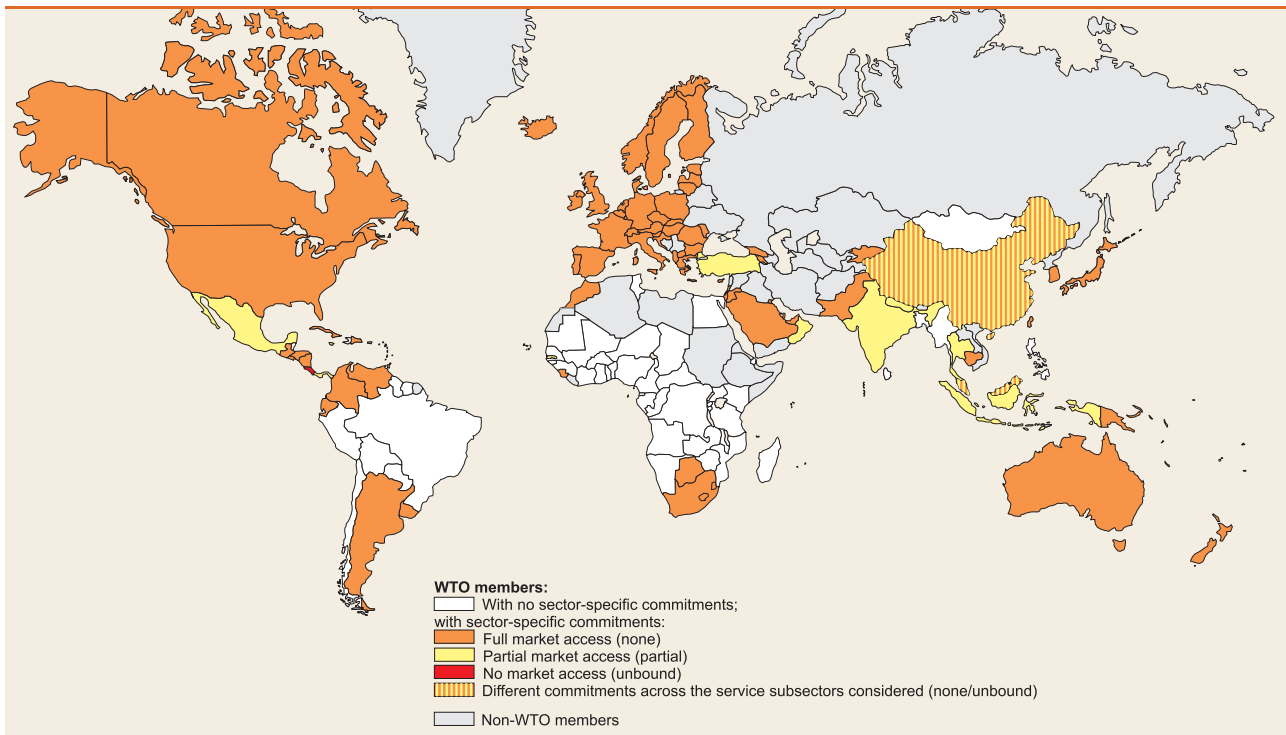 WTO members:
With no sector-specific commitments;
with sector-specific commitments:
Full market access (none)
Partial market access (partial)
No market access (unbound)
Different commitments across the service subsectors considered (none/unbound)
Non-WTO members